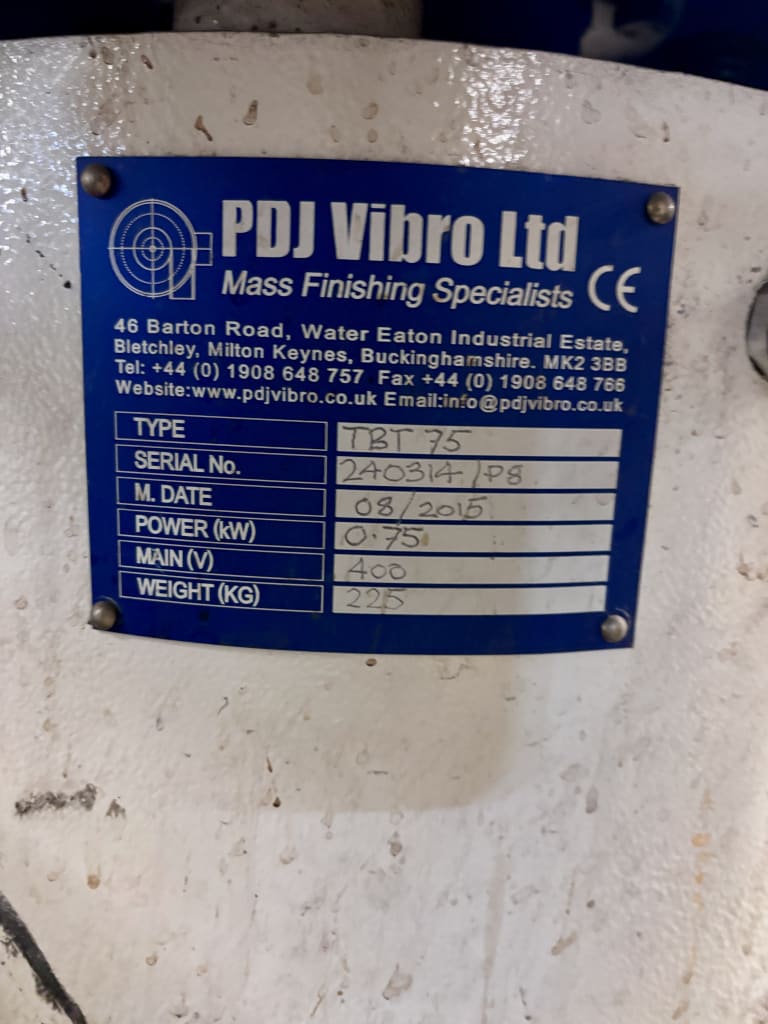 PDJ Vibro Ltd
Mass Finishing Specialists CE
46 Barton Road, Water Eaton Industrial Estate,
Bletchley, Milton Keynes, Buckinghamshire. MK2 3BB
Tel: +44 (0) 1908 648 757 Fax +44 (0) 1908 648 766
Website:www.pdjvibro.co.uk Email:info@pdjvibro.co.uk
TYPE TBT 75
SERIAL No. 240314/P8
M. DATE 08/2015
POWER (kW) 0.75
MAIN (V) 400
WEIGHT (KG) 225